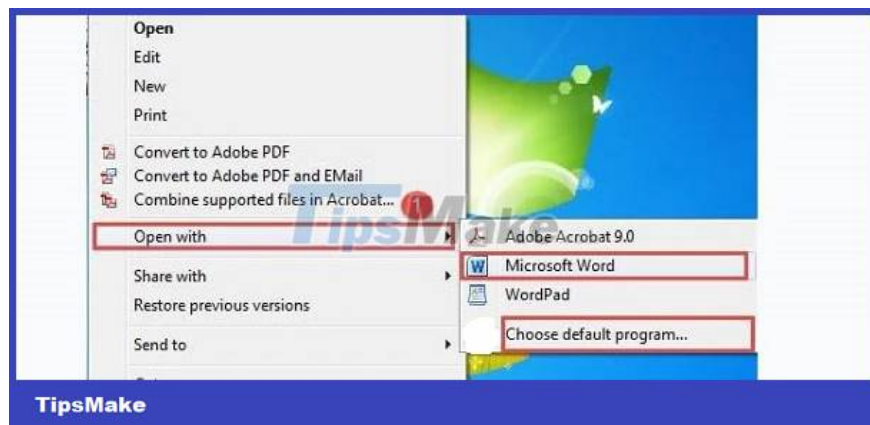 Open
Edit
New
Print
Convert to Adobe PDF
Convert to Adobe PDF and EMail
Combine supported files in Acrobat...
1
TipsMake
Open with
Adobe Acrobat 9.0
Microsoft Word
Share with
WordPad
Restore previous versions
Choose default program...
Send to
TipsMake